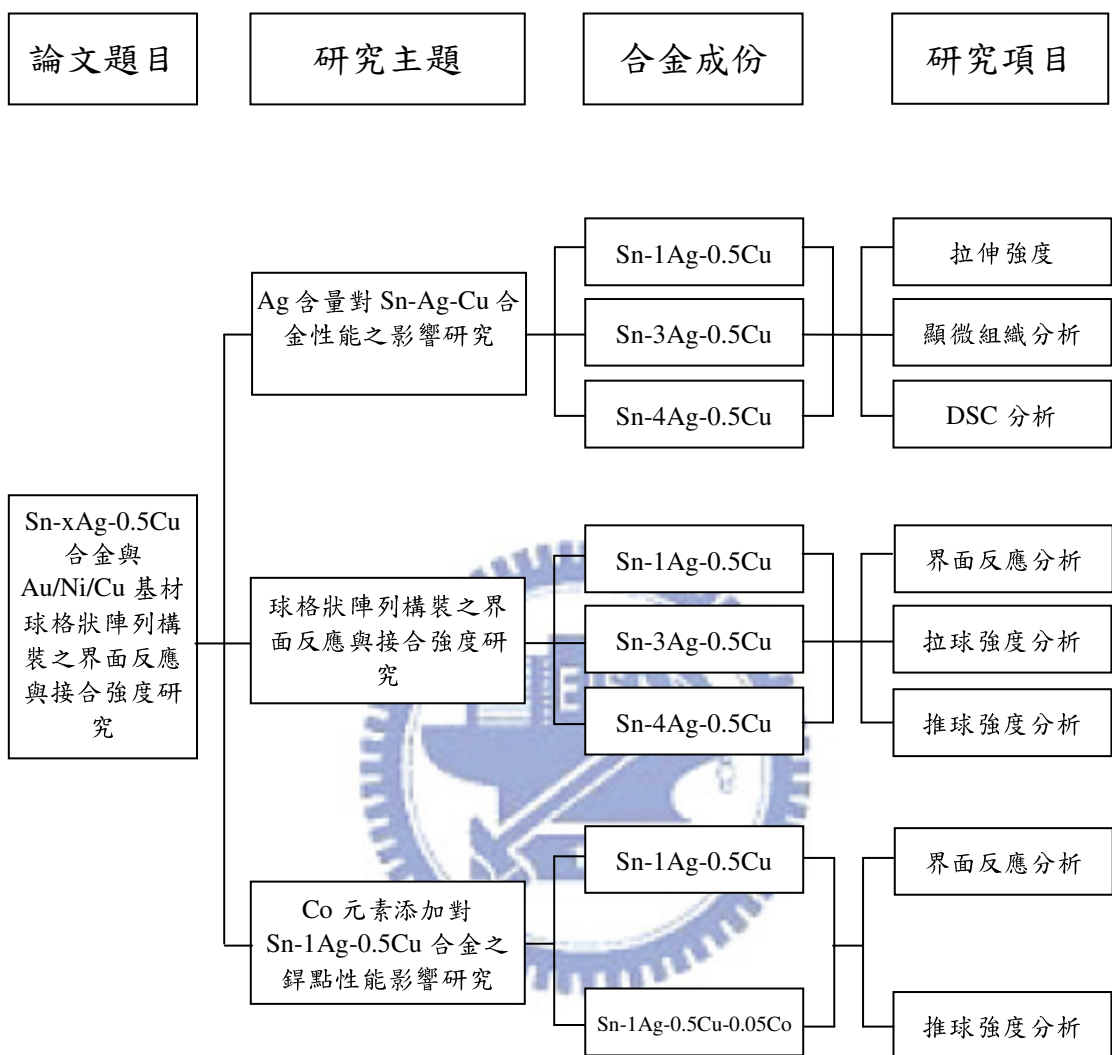 論文題目
研究主題
合金成份
研究項目
Sn-xAg-0.5Cu
合金與
Au/Ni/Cu 基材
球格狀陣列構
裝之界面反應
與接合強度研
究
Ag 含量對 Sn-Ag-Cu 合
金性能之影響研究
Sn-1Ag-0.5Cu
Sn-3Ag-0.5Cu
Sn-4Ag-0.5Cu
拉伸強度
顯微組織分析
DSC 分析
球格狀陣列構裝之界
面反應與接合強度研
究
Sn-1Ag-0.5Cu
Sn-3Ag-0.5Cu
Sn-4Ag-0.5Cu
界面反應分析
拉球強度分析
推球強度分析
Co 元素添加對
Sn-1Ag-0.5Cu 合金之
銲點性能影響研究
Sn-1Ag-0.5Cu
Sn-1Ag-0.5Cu-0.05Co
界面反應分析
推球強度分析